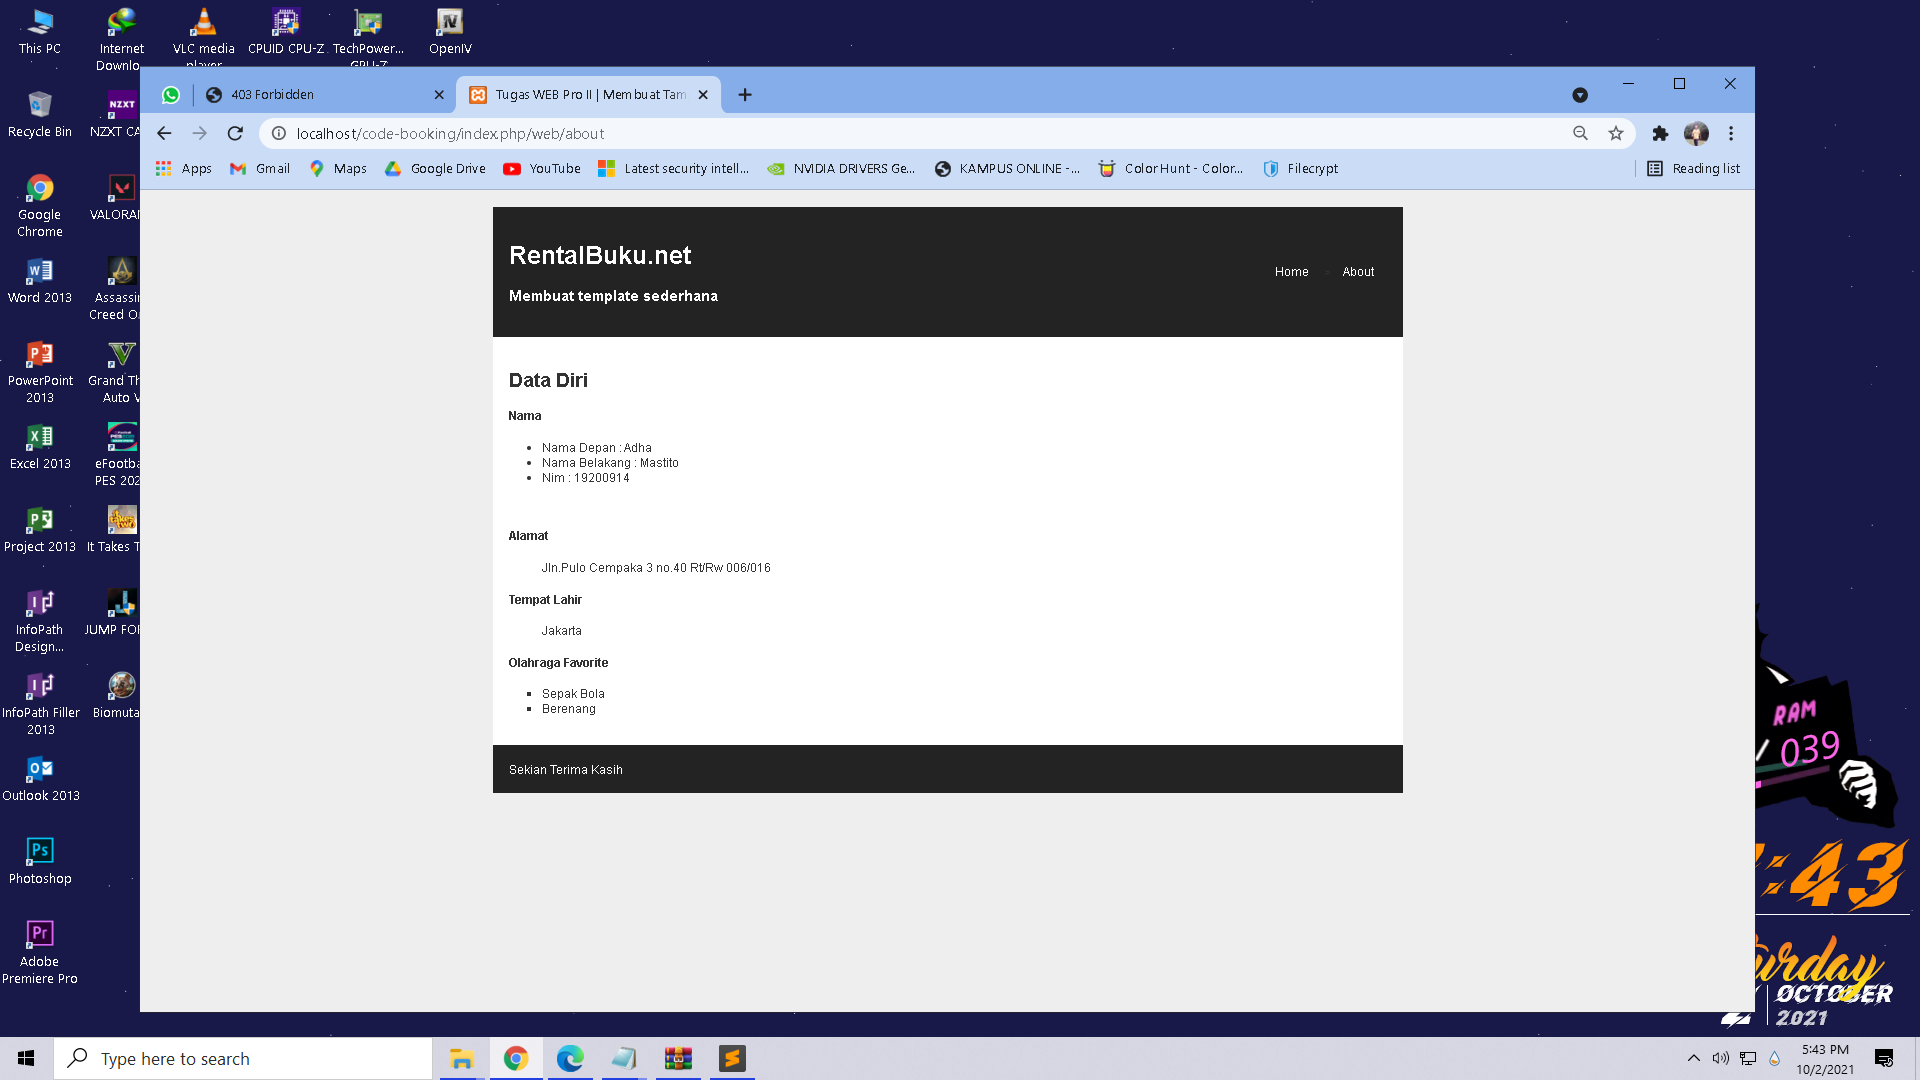 This PC
Internet
Downlo
VLC media
player
CPUID CPU-Z
TechPower...
GPU-Z
OpenIV
Recycle Bin
NZXT CA
Google
Chrome
VALORA
Word 2013
Assassi
Creed O
PowerPoint
2013
Grand Th
Auto V
Excel 2013
eFootba
PES 202
Project 2013
It Takes T
InfoPath
Design...
JUMP FO
InfoPath Filler
2013
Biomuta
Outlook 2013
Photoshop
Adobe
Premiere Pro
403 Forbidden
Tugas WEB Pro II | Membuat Tam
localhost/code-booking/index.php/web/about
Apps
Gmail
Maps
Google Drive
YouTube
Latest security intell...
NVIDIA DRIVERS Ge...
KAMPUS ONLINE -...
Color Hunt - Color...
Filecrypt
Reading list
RentalBuku.net
Membuat template sederhana
Home
About
Data Diri
Nama
Nama Depan : Adha
Nama Belakang : Mastito
Nim : 19200914
Alamat
Jln.Pulo Cempaka 3 no.40 Rt/Rw 006/016
Tempat Lahir
Jakarta
Olahraga Favorite
Sepak Bola
Berenang
Sekian Terima Kasih
RAM
/ 039
:43
urday
OCTOBER
2021
Type here to search
5:43 PM
10/2/2021